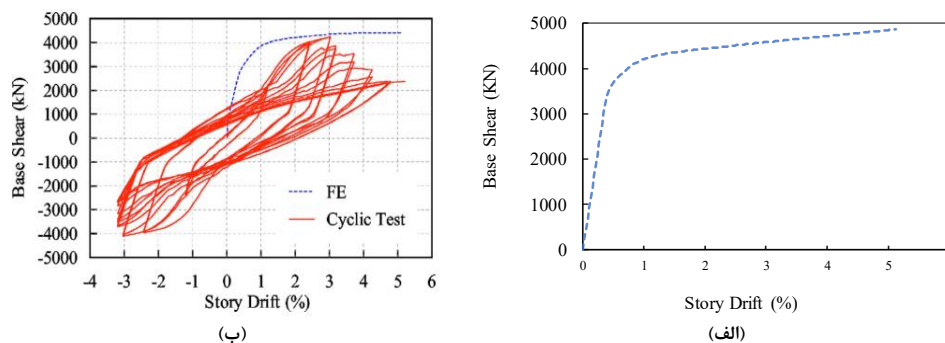 5000
4000
3000
2000
1000
0
-1000
-2000
-3000
-4000
-5000
Base Shear (kN)
FE
Cyclic Test
-4 -3 -2 -1 0 1 2 3 4 5 6
Story Drift (%)
(ب)
5000
4000
3000
2000
4000
0
Base Shear (KN)
0 1 2 3 4 5
Story Drift (%)
(الف)